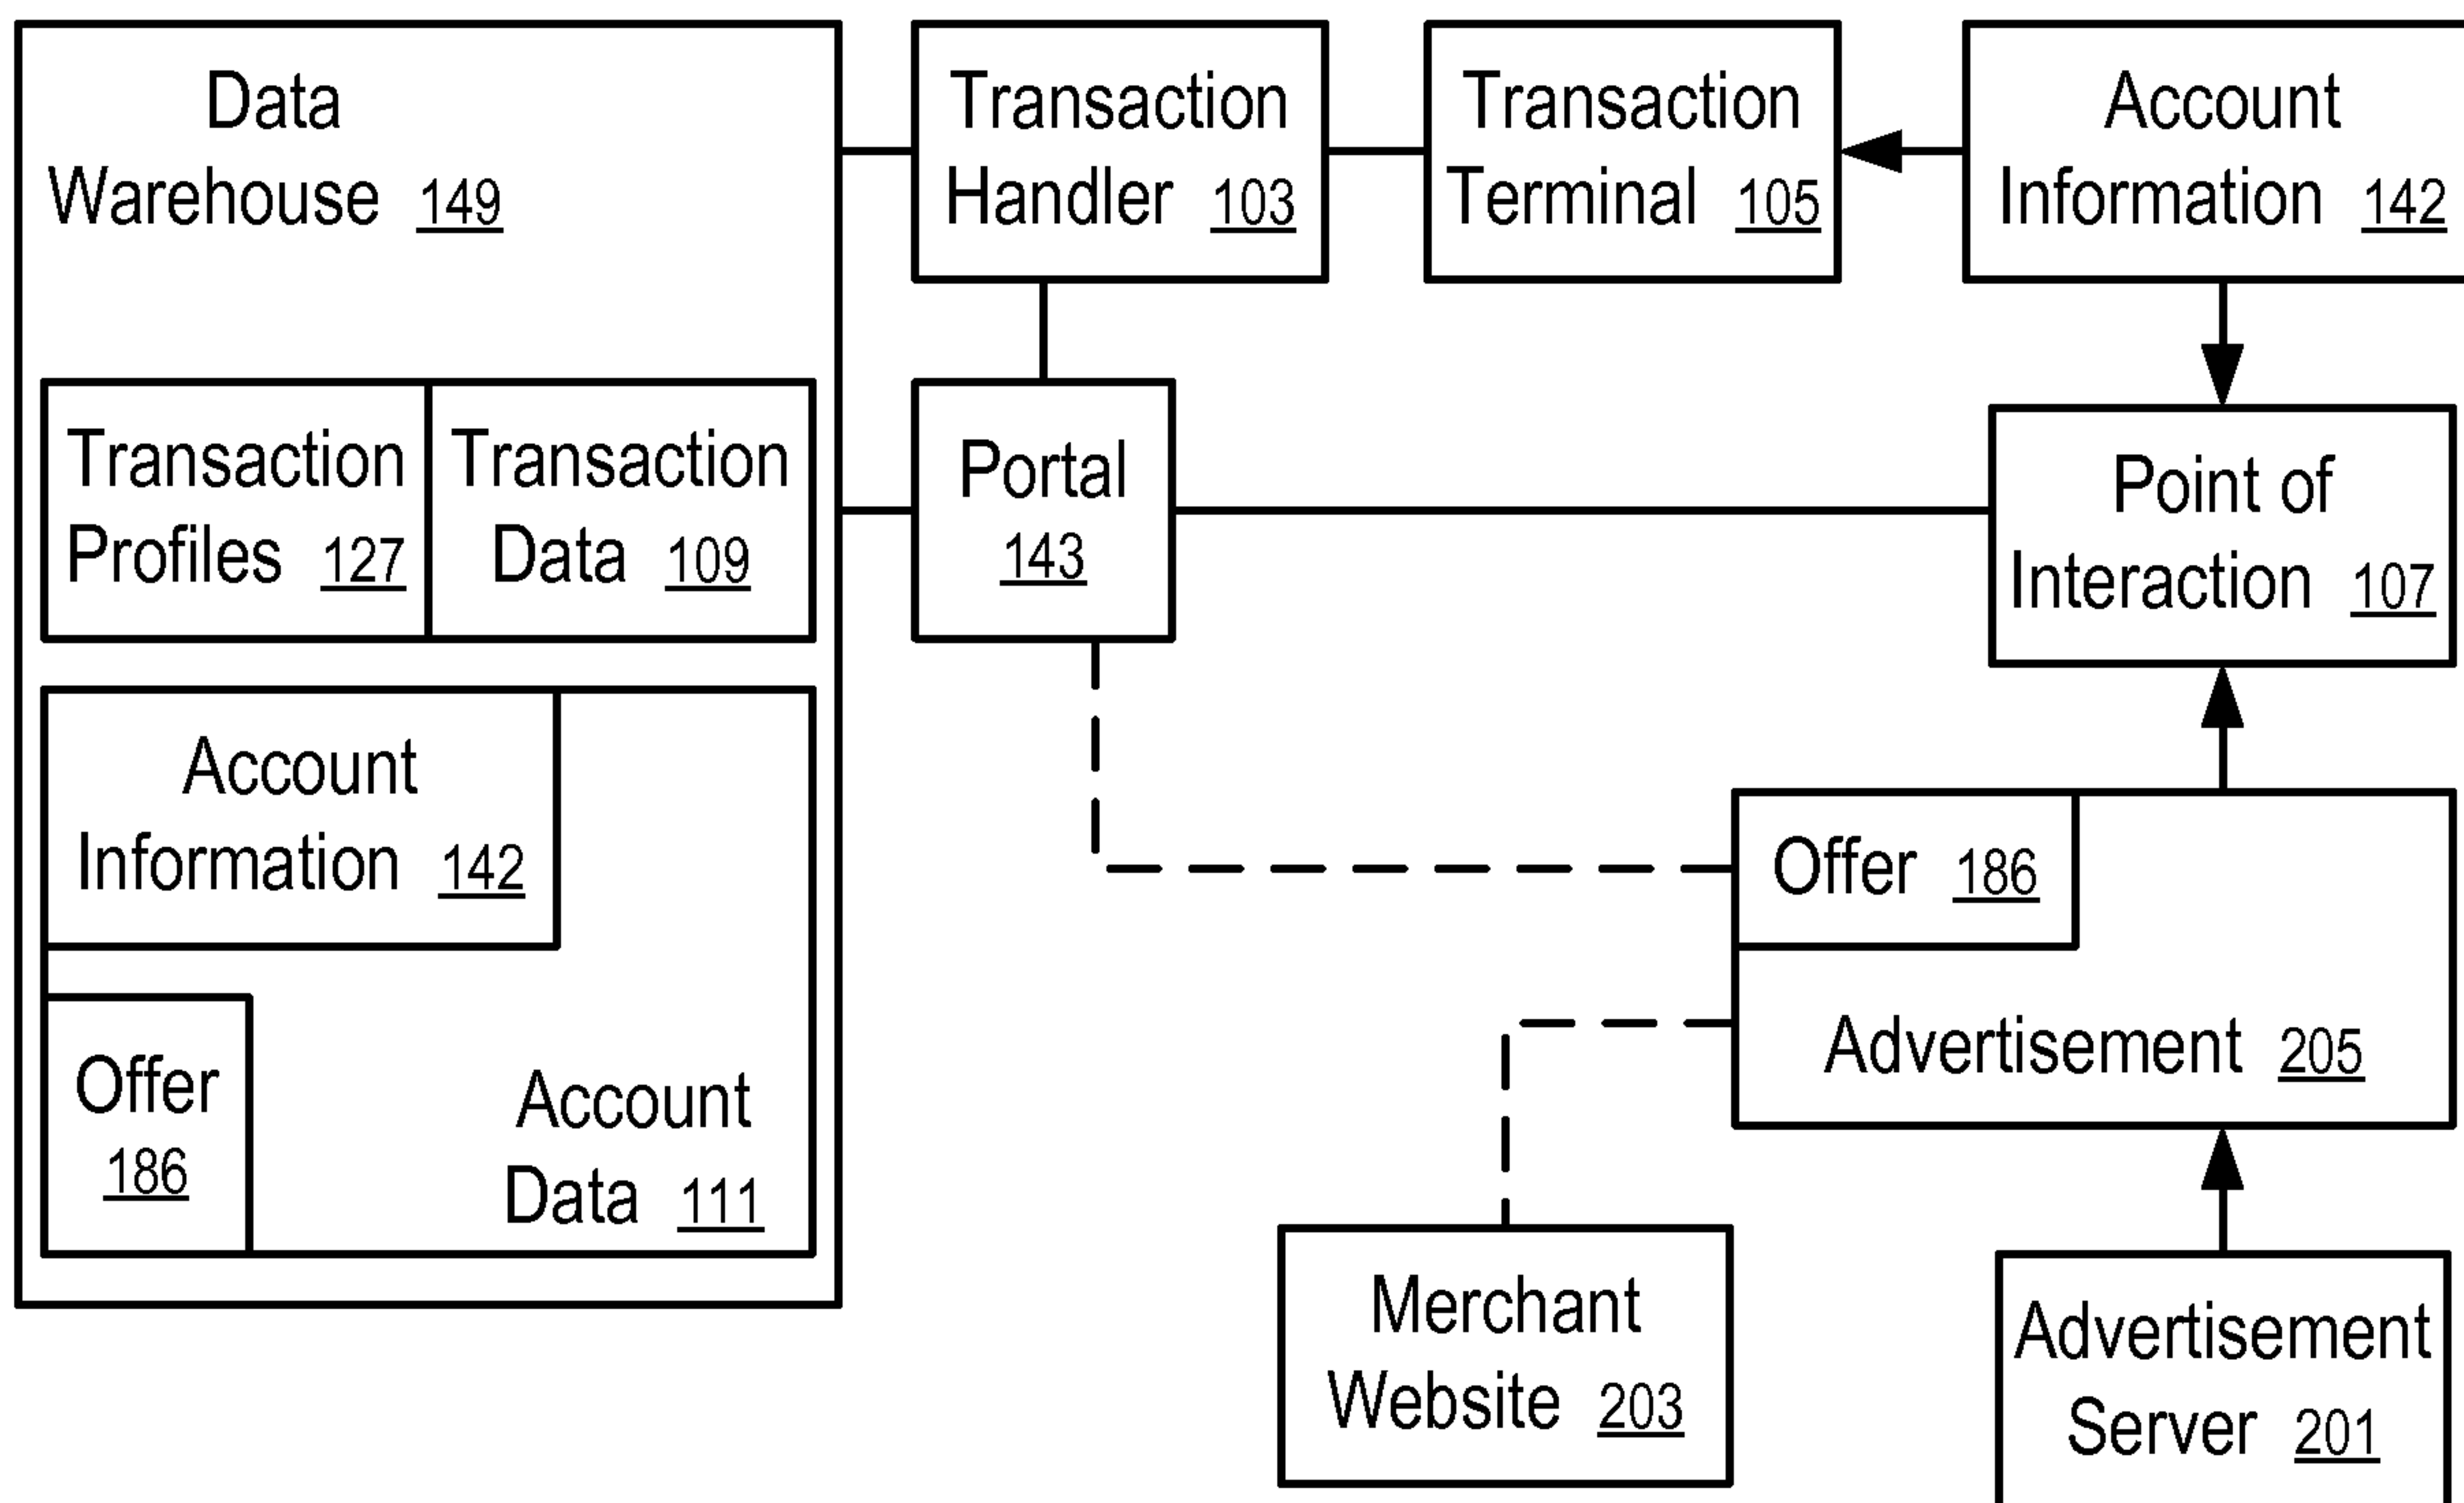 Data
Warehouse 149
Transaction
Handler 103
Transaction
Terminal 105
Account
Information 142
Transaction
Profiles 127
Transaction
Data 109
Portal
143
Point of
Interaction 107
Account
Information 142
Offer 186
Advertisement 205
Offer
186
Account
Data 111
Merchant
Website 203
Advertisement
Server 201